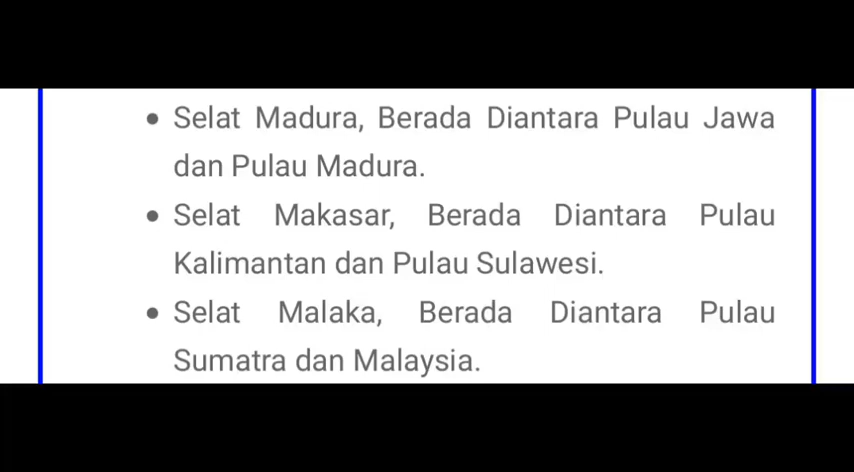 • Selat Madura, Berada Diantara Pulau Jawa
dan Pulau Madura.
• Selat Makasar, Berada Diantara Pulau
Kalimantan dan Pulau Sulawesi.
• Selat Malaka, Berada Diantara Pulau
Sumatra dan Malaysia.